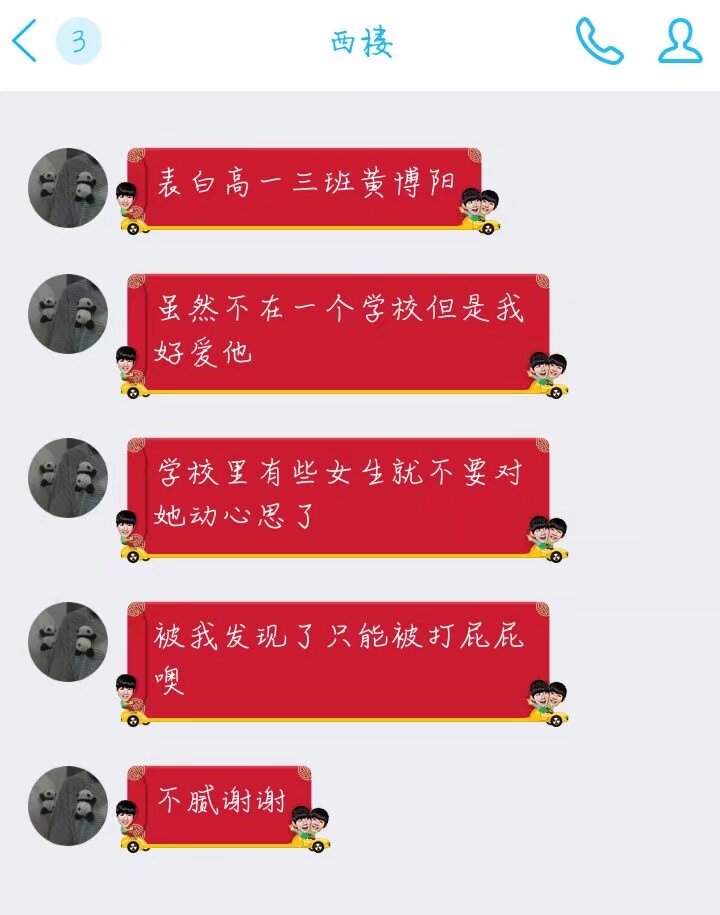 3
西楼
表白高一三班黄博阳
虽然不在一个学校但是我
好爱他
学校里有些女生就不要对
她动心思了
被我发现了只能被打屁屁
噢
不腻谢谢